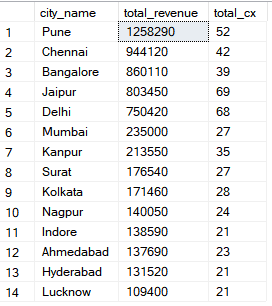 city_name total_revenue total_cx
1 Pune 1258290 52
2 Chennai 944120 42
3 Bangalore 860110 39
4 Jaipur 803450 69
5 Delhi 750420 68
6 Mumbai 235000 27
7 Kanpur 213550 35
8 Surat 176540 27
9 Kolkata 171460 28
10 Nagpur 140050 24
11 Indore 138590 21
12 Ahmedabad 137690 23
13 Hyderabad 131520 21
14 Lucknow 109400 21